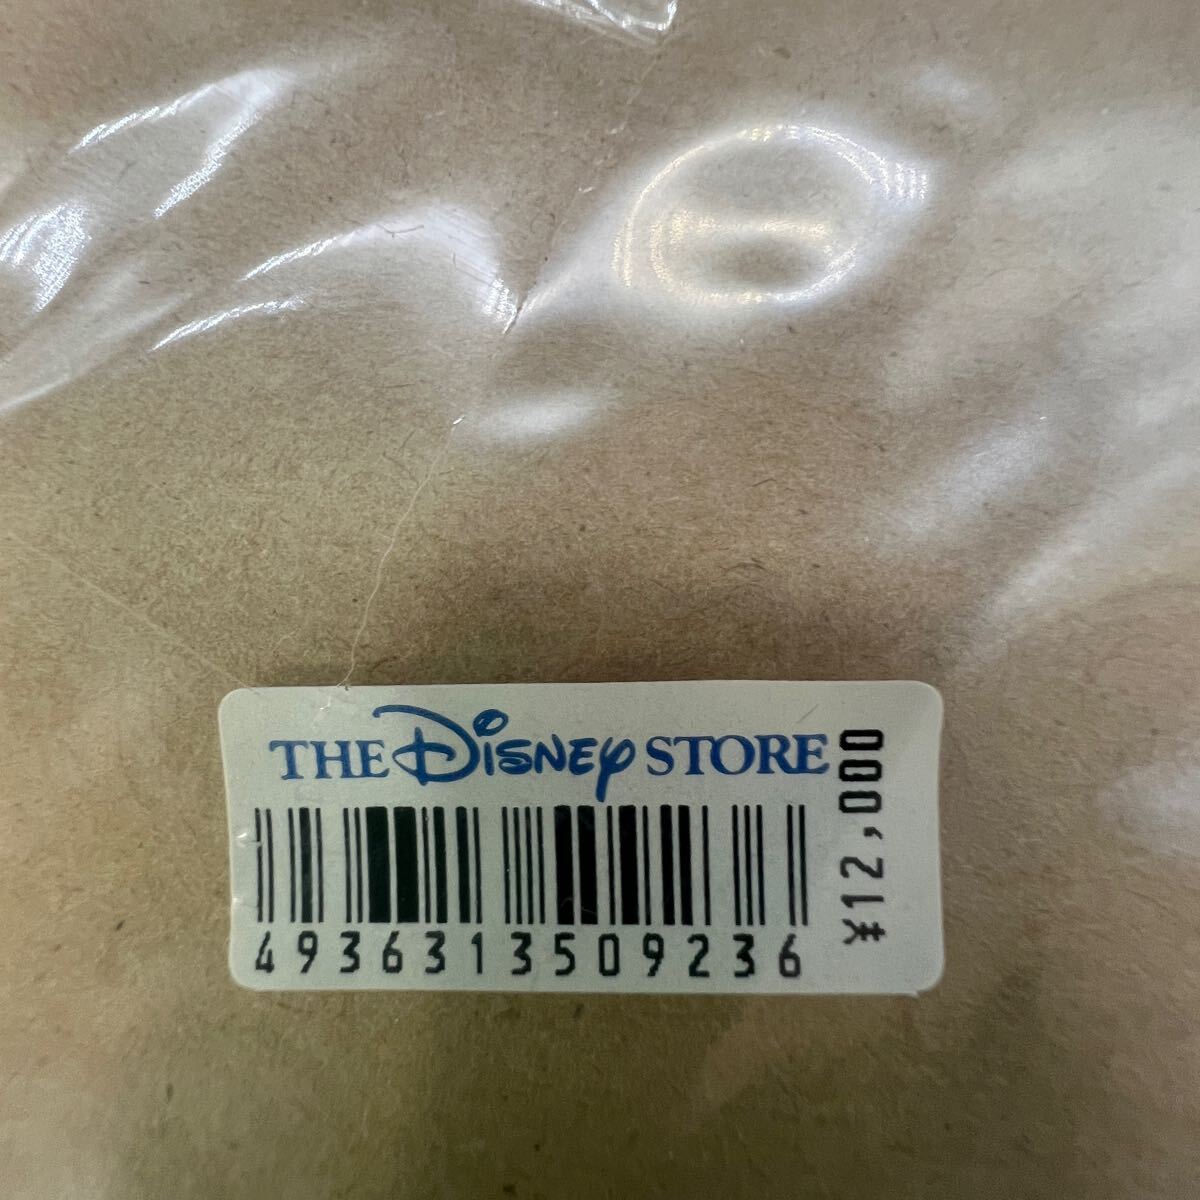 THE DISNEY STORE
¥12,000
4936313509236